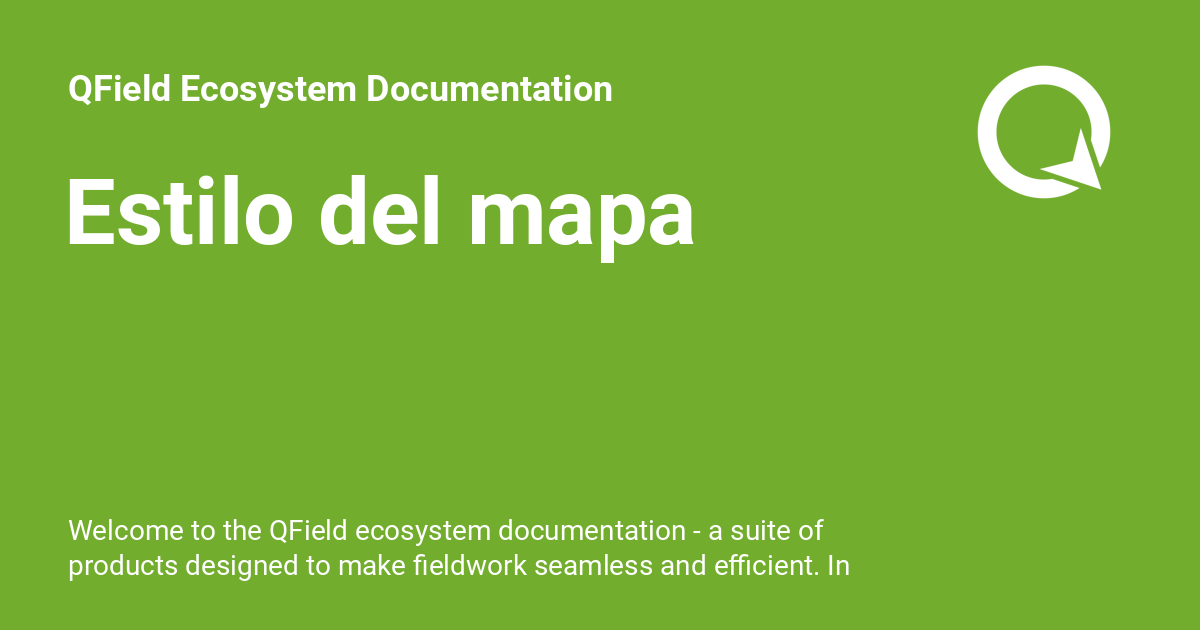 QField Ecosystem Documentation
Estilo del mapa
Welcome to the QField ecosystem documentation - a suite of
products designed to make fieldwork seamless and efficient. In